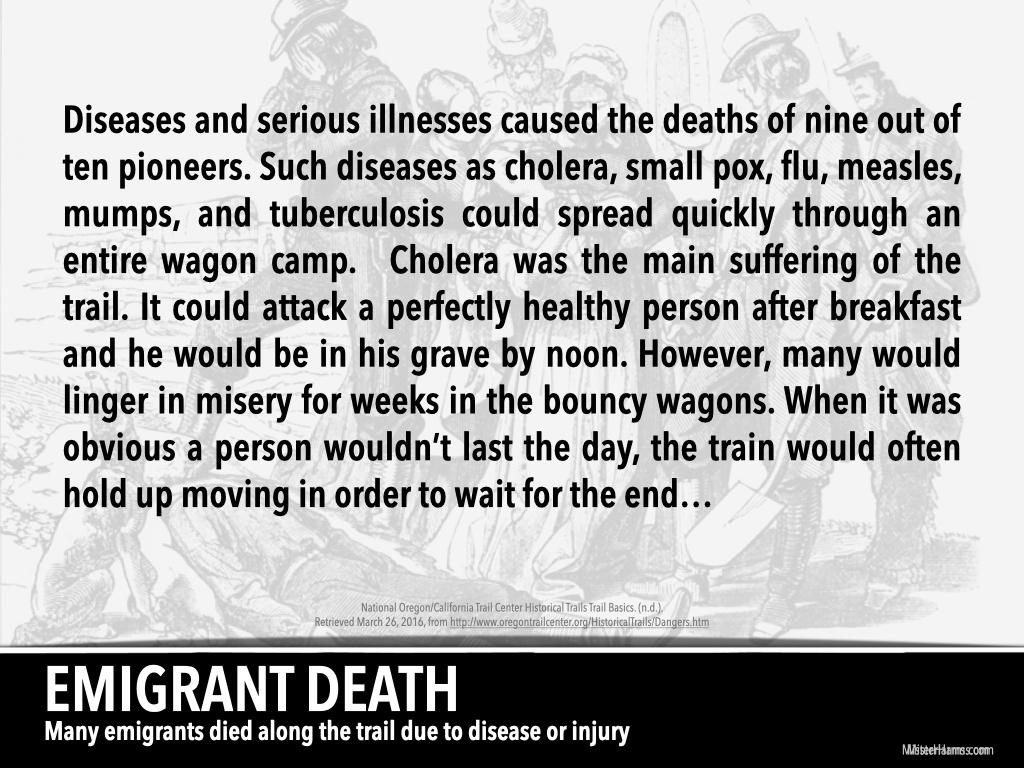 Diseases and serious illnesses caused the deaths of nine out of
ten pioneers. Such diseases as cholera, small pox, flu, measles,
mumps, and tuberculosis could spread quickly through an
entire wagon camp. Cholera was the main suffering of the
trail. It could attack a perfectly healthy person after breakfast
and he would be in his grave by noon. However, many would
linger in misery for weeks in the bouncy wagons. When it was
obvious a person wouldn’t last the day, the train would often
hold up moving in order to wait for the end…
National Oregon/California Trail Center Historical Trails Trail Basics. (n.d.).
Retrieved March 26, 2016, from http://www.oregontrailcenter.org/HistoricalTrails/Dangers.htm
EMIGRANT DEATH
Many emigrants died along the trail due to disease or injury